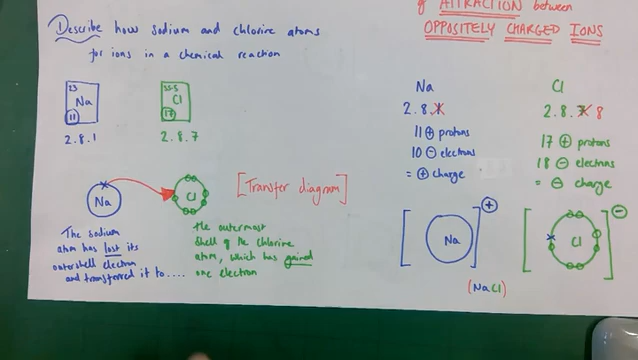 of ATTRACTION between
OPPOSITELY CHARGED IONS
Describe how sodium and chlorine atoms
for ions in a chemical reaction
23
Na
11
2.8.1
35.5
Cl
17
2.8.7
Na
Cl
[Transfer diagram]
The sodium
atom has lost its
outershell electron
and transferred it to....
the outermost
shell of the chlorine
atom, which has gained
one electron
Na
2.8.1
11 + protons
10 - electrons
= + charge
[Na]+
Cl
2.8.7 8
17 + protons
18 - electrons
= - charge
[Cl]-
(NaCl)